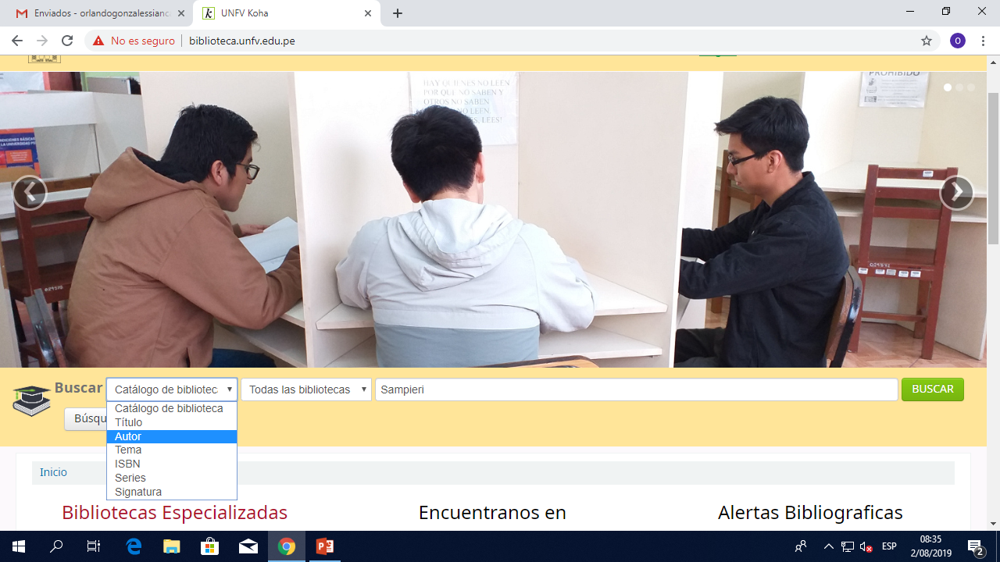 Enviados - orlandogonzalessianca
UNFV Koha
No es seguro
biblioteca.unfv.edu.pe
O
HAY QUIENES NO LEEN
POR QUE NO SABEN Y
OTROS NO SABEN
NO LEEN.
LEES!
PROHIBIDO
Buscar
Catálogo de bibliotec
Todas las bibliotecas
Sampieri
BUSCAR
Búsqu
Catálogo de biblioteca
Título
Autor
Tema
ISBN
Series
Signatura
Inicio
Bibliotecas Especializadas
Encuentranos en
Alertas Bibliograficas
ESP
08:35
2/08/2019
2